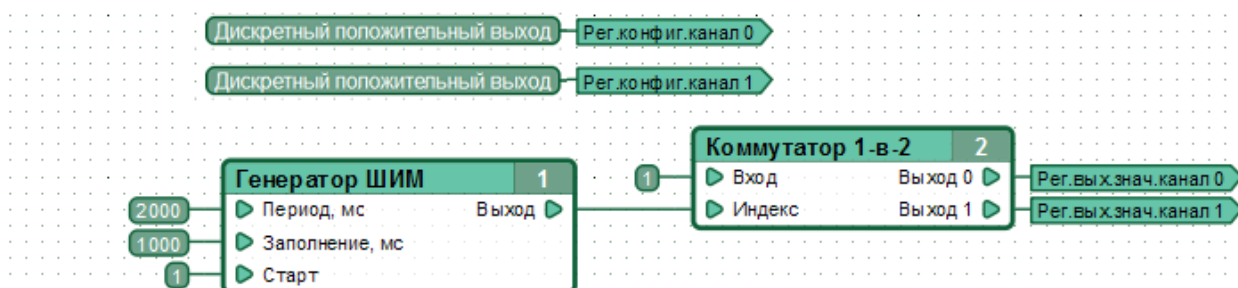 Дискретный положительный выход Рег.конфиг.канал 0
Дискретный положительный выход Рег.конфиг.канал 1
Коммутатор 1-в-2 2
1 Вход Выход 0 Рег.вых.знач.канал 0
Индекс Выход 1 Рег.вых.знач.канал 1
Генератор ШИМ 1
2000 Период, мс Выход
1000 Заполнение, мс
1 Старт